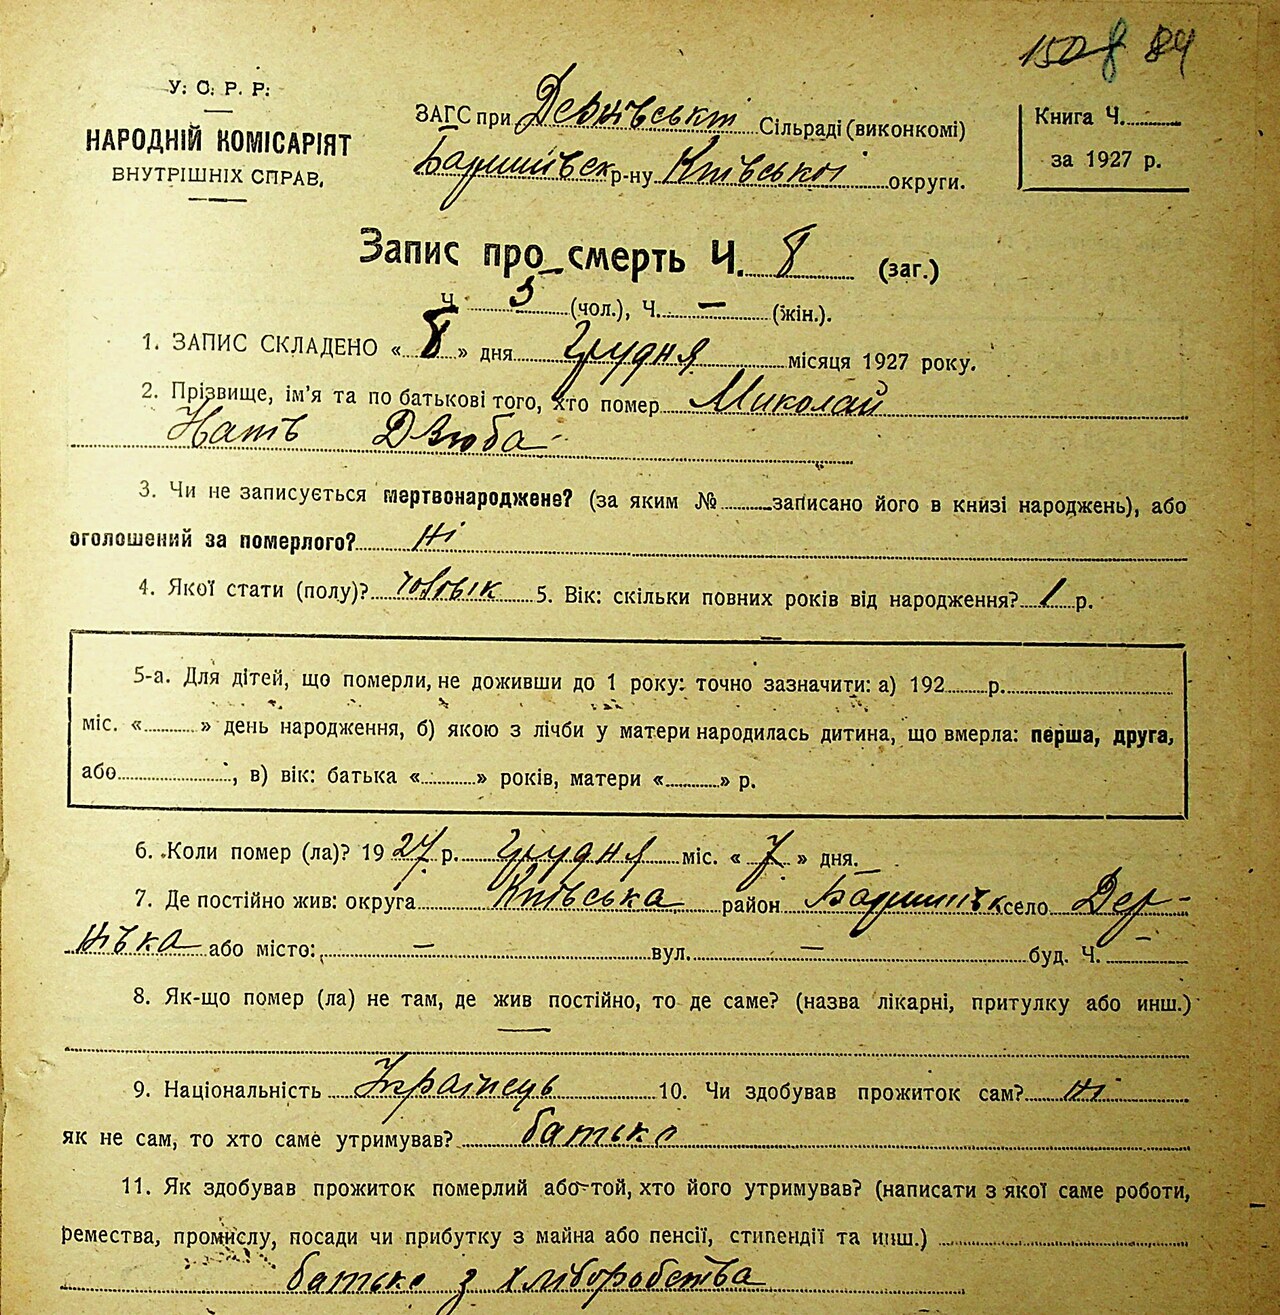 84
У. С. Р. Р.
НАРОДНІЙ КОМІСАРІЯТ
ВНУТРІШНІХ СПРАВ.
ЗАГС при Дернівські Сільраді (виконкомі)
Баришівськ р-ну Київської округи.
Книга Ч.
за 1927 р.
Запис про смерть Ч. 8 (заг.)
Ч 5 (чол.), Ч. — (жін.).
1. ЗАПИС СКЛАДЕНО « 8 » дня Грудня місяця 1927 року.
2. Прізвище, ім'я та по батькові того, хто помер Миколай
Дзюба
3. Чи не записується мертвонароджене? (за яким № записано його в книзі народжень), або
оголошений за померлого? Ні
4. Якої стати (полу)? чоловік 5. Вік: скільки повних років від народження? 1 р.
5-а. Для дітей, що померли, не доживши до 1 року: точно зазначити: а) 192 р.
міс. « » день народження, б) якою з лічби у матери народилась дитина, що вмерла: перша, друга,
або , в) вік: батька « » років, матери « » р.
6. Коли помер (ла)? 1927 р. Грудня міс. « 7 » дня.
7. Де постійно жив: округа Київська район Баришівськ село Дер-
нівка або місто: — вул. — буд. Ч. —
8. Як-що помер (ла) не там, де жив постійно, то де саме? (назва лікарні, притулку або инш.)
—
9. Національність Українець 10. Чи здобував прожиток сам? Ні
як не сам, то хто саме утримував? батько
11. Як здобував прожиток померлий або той, хто його утримував? (написати з якої саме роботи,
ремества, промислу, посади чи прибутку з майна або пенсії, стипендії та инш.)
батько з хліборобства